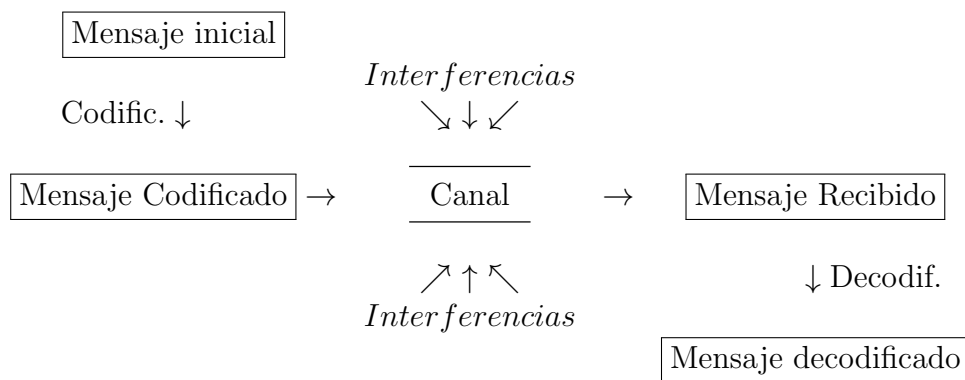 Mensaje inicial
Interferencias
Codific. ↓
↘ ↓ ↙
Mensaje Codificado → Canal → Mensaje Recibido
↗ ↑ ↖
↓ Decodif.
Interferencias
Mensaje decodificado